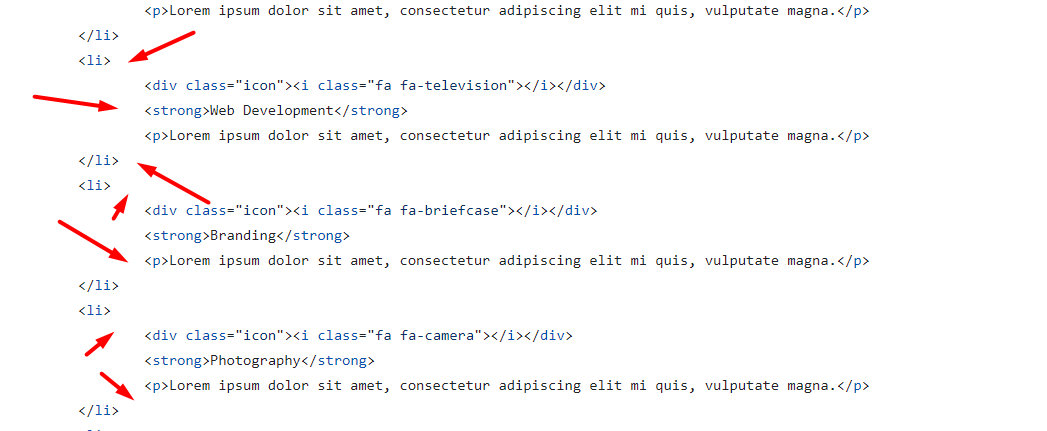 <p>Lorem ipsum dolor sit amet, consectetur adipiscing elit mi quis, vulputate magna.</p>
</li>
<li>
<div class="icon"><i class="fa fa-television"></i></div>
<strong>Web Development</strong>
<p>Lorem ipsum dolor sit amet, consectetur adipiscing elit mi quis, vulputate magna.</p>
</li>
<li>
<div class="icon"><i class="fa fa-briefcase"></i></div>
<strong>Branding</strong>
<p>Lorem ipsum dolor sit amet, consectetur adipiscing elit mi quis, vulputate magna.</p>
</li>
<li>
<div class="icon"><i class="fa fa-camera"></i></div>
<strong>Photography</strong>
<p>Lorem ipsum dolor sit amet, consectetur adipiscing elit mi quis, vulputate magna.</p>
</li>